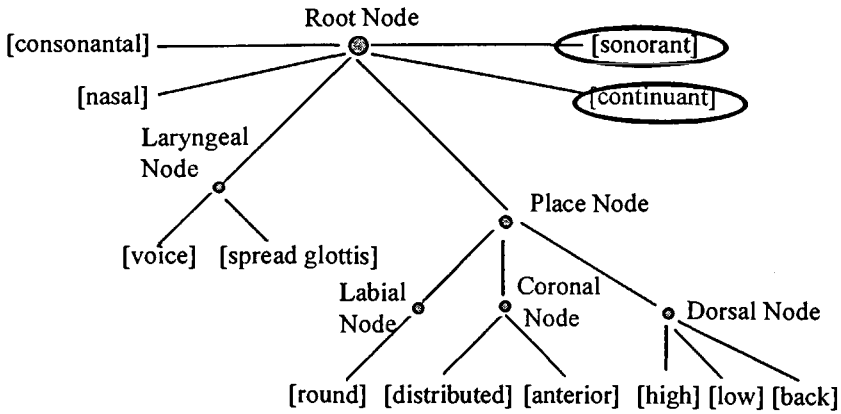 Root Node
[consonantal]
[sonorant]
[nasal]
[continuant]
Laryngeal
Node
Place Node
[voice] [spread glottis]
Labial
Node
Coronal
Node
Dorsal Node
[round] [distributed] [anterior] [high] [low] [back]